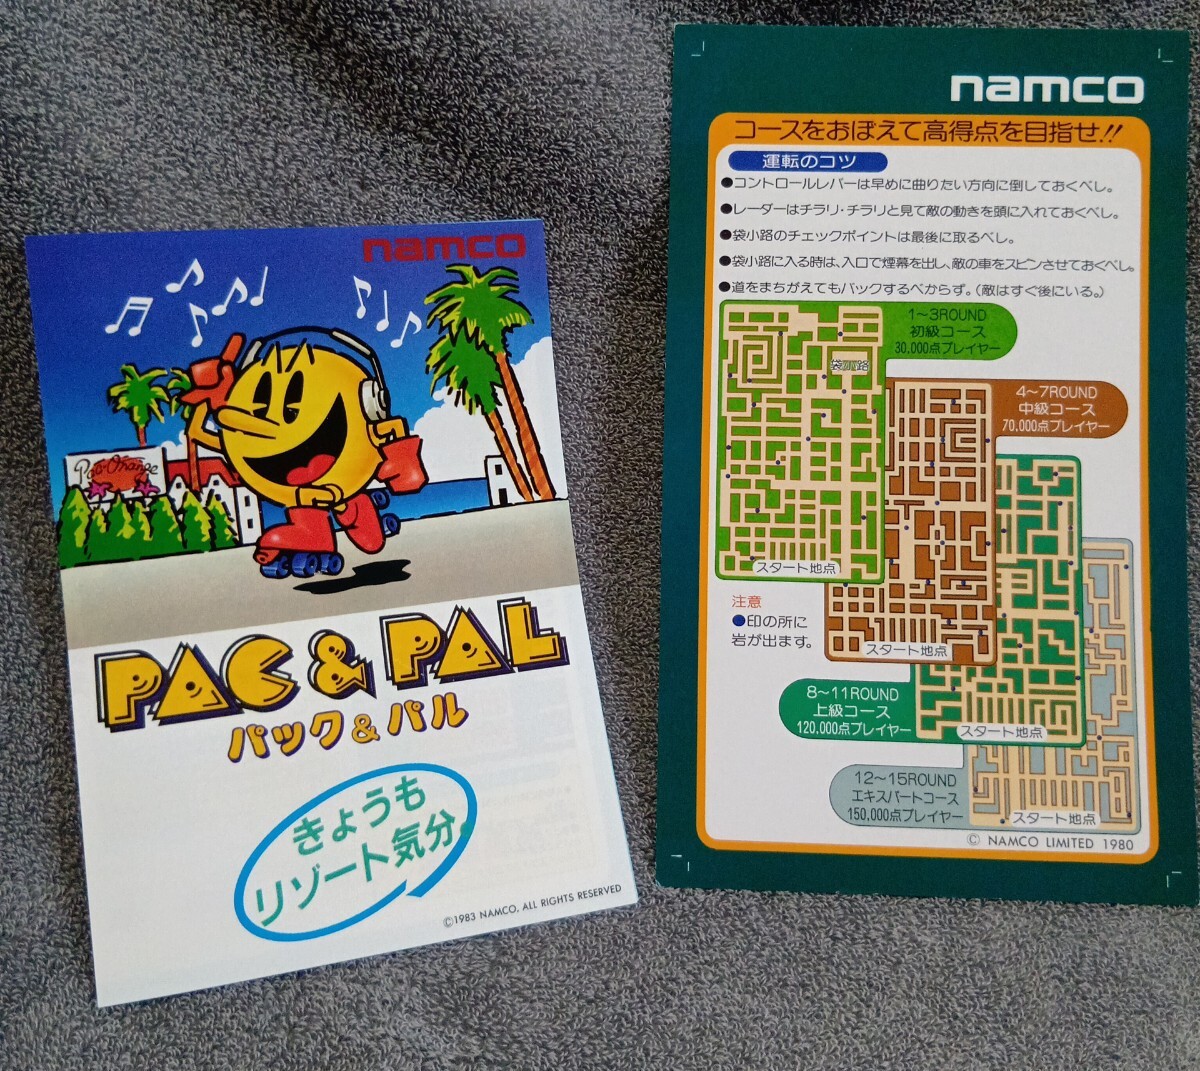 namco
Pac-Orange
PAC & PAL
パック&パル
きょうも
リゾート気分。
©1983 NAMCO, ALL RIGHTS RESERVED
namco
コースをおぼえて高得点を目指せ!!
運転のコツ
●コントロールレバーは早めに曲りたい方向に倒しておくべし。
●レーダーはチラリ・チラリと見て敵の動きを頭に入れておくべし。
●袋小路のチェックポイントは最後に取るべし。
●袋小路に入る時は、入口で煙幕を出し、敵の車をスピンさせておくべし。
●道をまちがえてもバックするべからず。(敵はすぐ後にいる。)
1~3ROUND
初級コース
30,000点プレイヤー
袋小路
スタート地点
4~7ROUND
中級コース
70,000点プレイヤー
スタート地点
注意
●印の所に
岩が出ます。
8~11ROUND
上級コース
120,000点プレイヤー
スタート地点
12~15ROUND
エキスパートコース
150,000点プレイヤー
スタート地点
© NAMCO LIMITED 1980